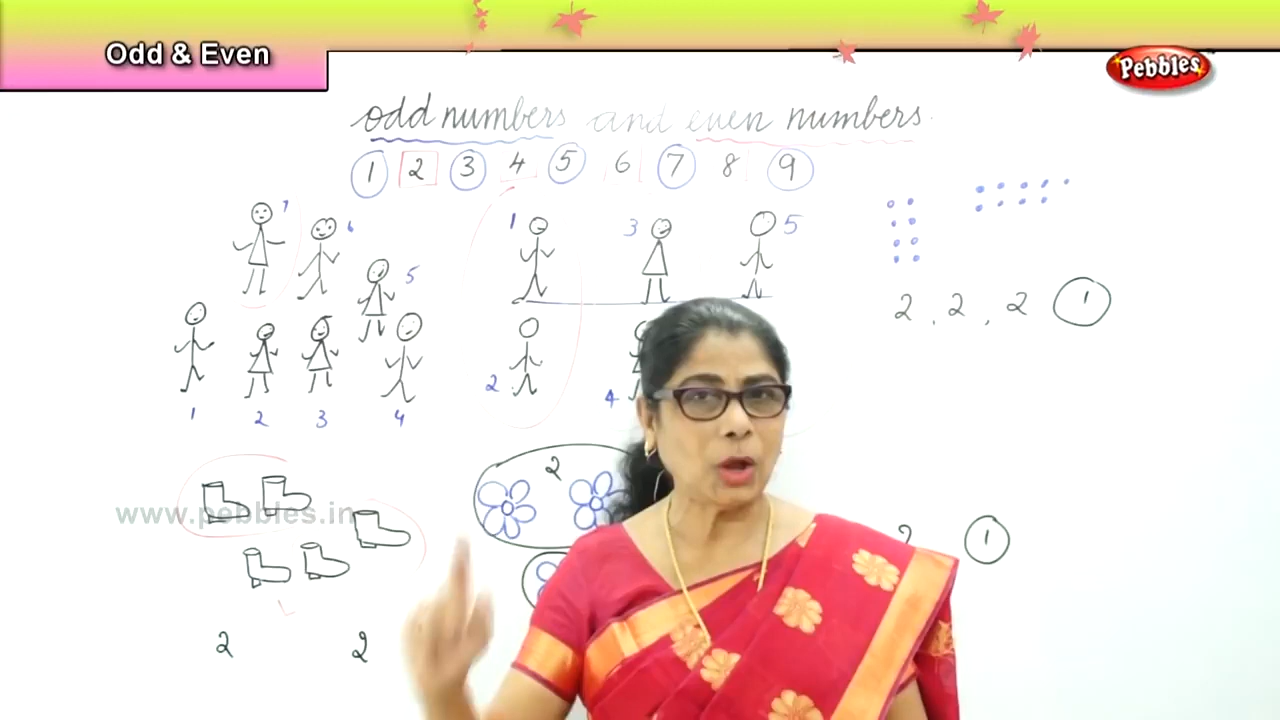 Odd & Even
Pebbles
odd numbers and even numbers.
1 2 3 4 5 6 7 8 9
7
6
5
1 3 5
2 4
1 2 3 4
2, 2, 2 1
2
www.pebbles.in
2 1
2 2